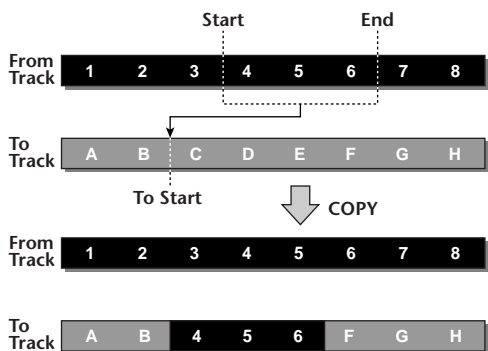 Start End
From Track 1 2 3 4 5 6 7 8
To Track A B C D E F G H
To Start
COPY
From Track 1 2 3 4 5 6 7 8
To Track A B 4 5 6 F G H